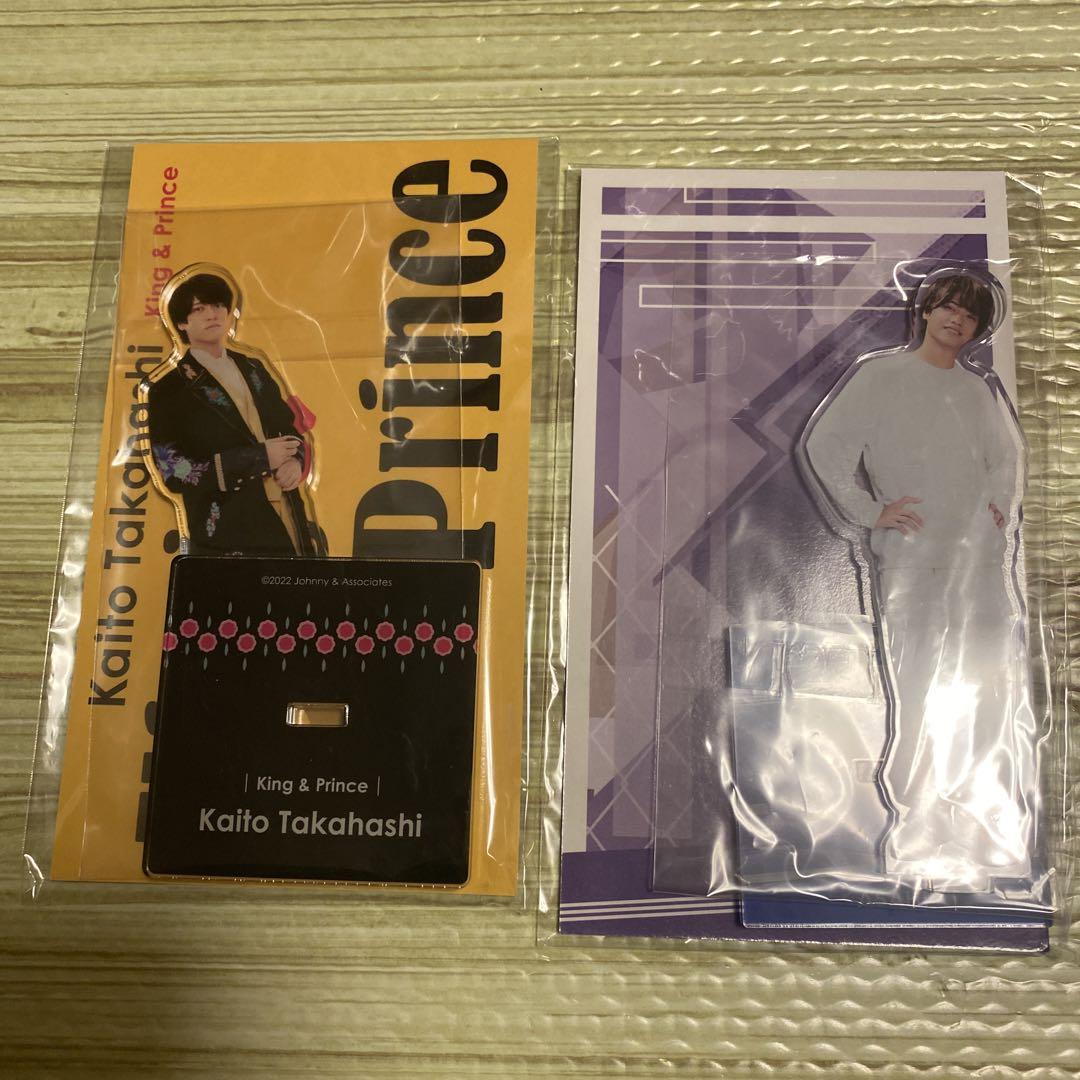 King & Prince
Kaito Takahashi
Prince
©2022 Johnny & Associates
| King & Prince |
Kaito Takahashi